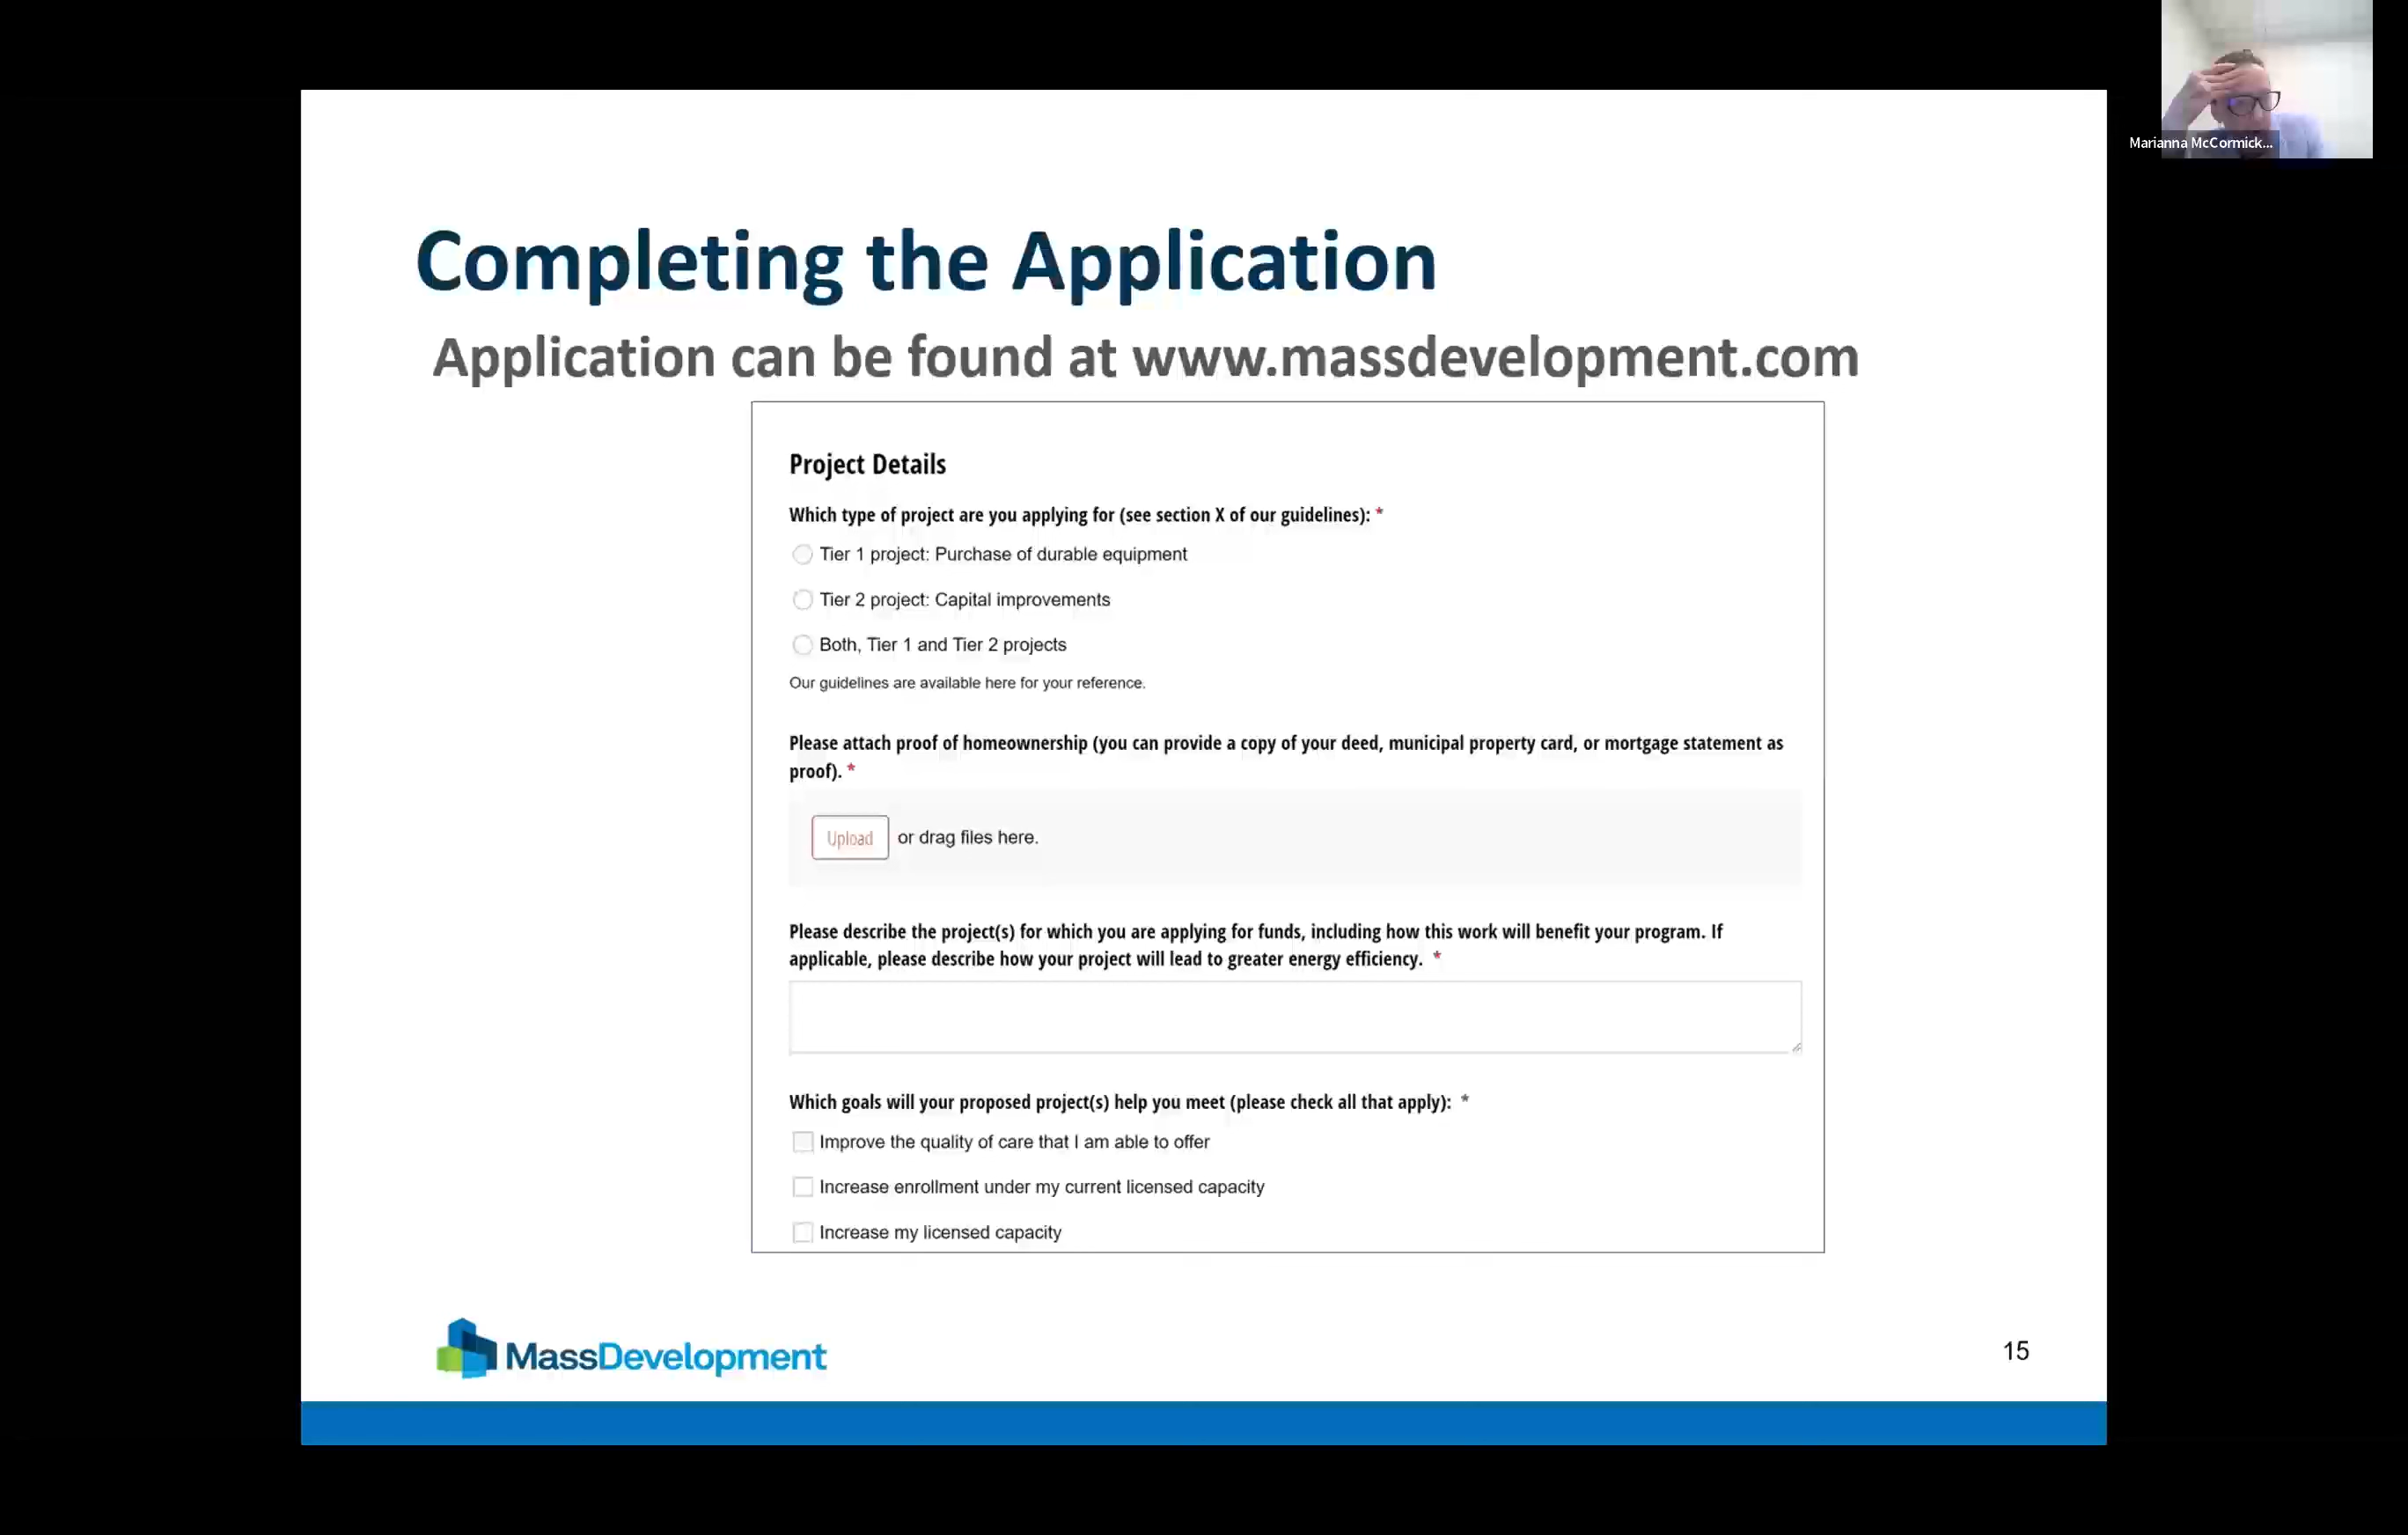 Marianna McCormick...
Completing the Application
Application can be found at www.massdevelopment.com
Project Details
Which type of project are you applying for (see section X of our guidelines): *
Tier 1 project: Purchase of durable equipment
Tier 2 project: Capital improvements
Both, Tier 1 and Tier 2 projects
Our guidelines are available here for your reference.
Please attach proof of homeownership (you can provide a copy of your deed, municipal property card, or mortgage statement as
proof). *
Upload or drag files here.
Please describe the project(s) for which you are applying for funds, including how this work will benefit your program. If
applicable, please describe how your project will lead to greater energy efficiency. *
Which goals will your proposed project(s) help you meet (please check all that apply): *
Improve the quality of care that I am able to offer
Increase enrollment under my current licensed capacity
Increase my licensed capacity
MassDevelopment
15